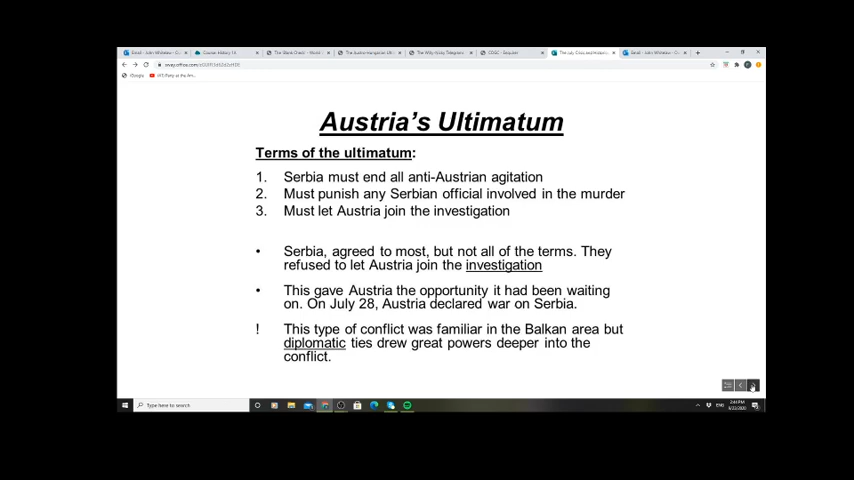 Austria's Ultimatum
Terms of the ultimatum:
1. Serbia must end all anti-Austrian agitation
2. Must punish any Serbian official involved in the murder
3. Must let Austria join the investigation
• Serbia, agreed to most, but not all of the terms. They
refused to let Austria join the investigation
• This gave Austria the opportunity it had been waiting
on. On July 28, Austria declared war on Serbia.
! This type of conflict was familiar in the Balkan area but
diplomatic ties drew great powers deeper into the
conflict.
Type here to search